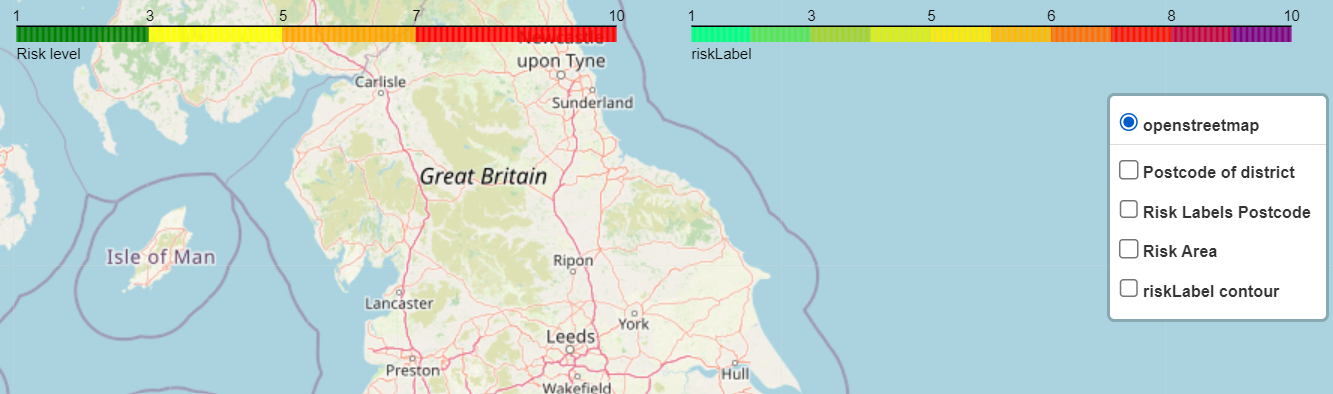 1 3 5 7 10
Risk level
1 3 5 6 8 10
riskLabel
Newcastle
upon Tyne
Carlisle
Sunderland
Great Britain
Isle of Man
Ripon
Lancaster
York
Leeds
Preston
Hull
Wakefield
openstreetmap
Postcode of district
Risk Labels Postcode
Risk Area
riskLabel contour